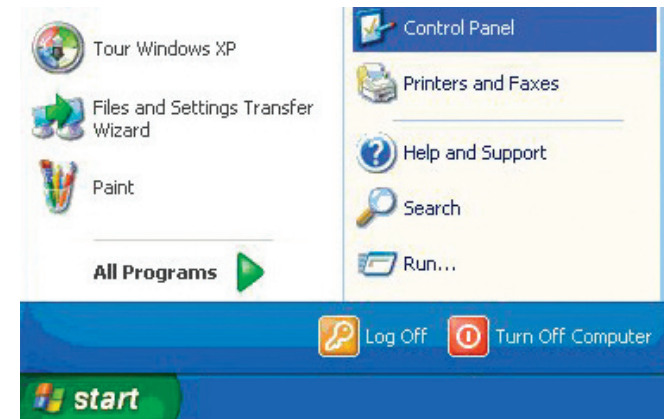 Tour Windows XP
Files and Settings Transfer
Wizard
Paint
All Programs
Control Panel
Printers and Faxes
Help and Support
Search
Run...
Log Off
Turn Off Computer
start